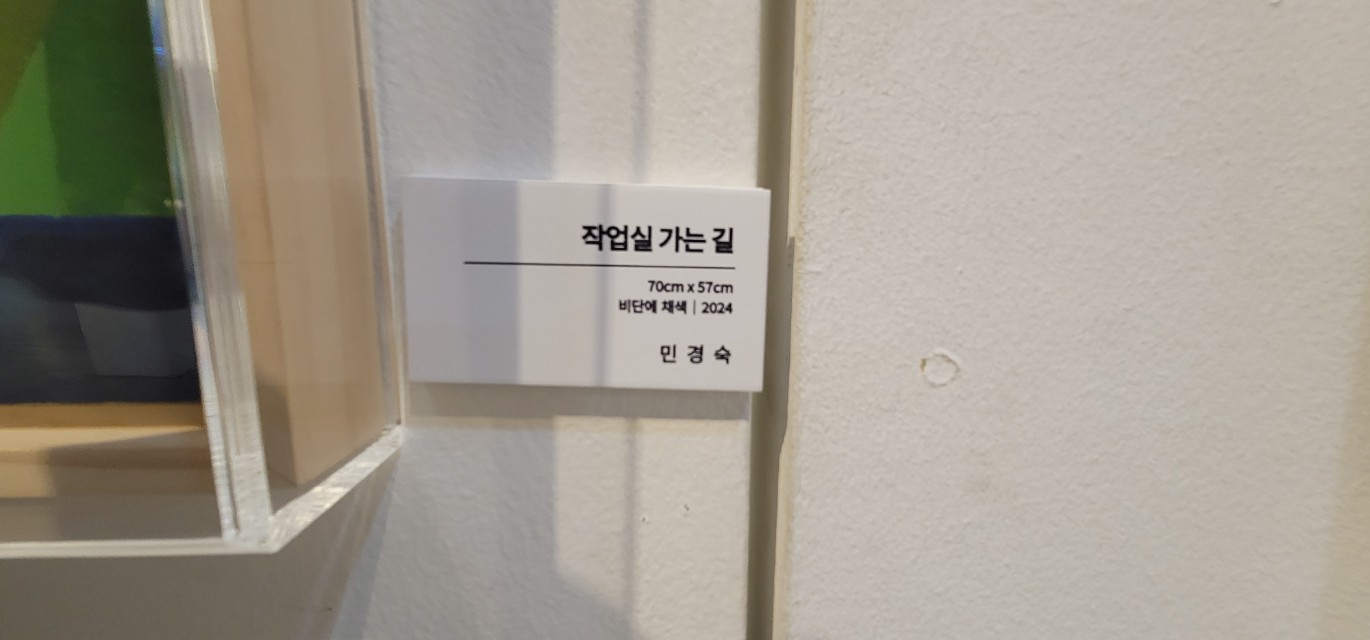 작업실 가는 길
70cm x 57cm
비단에 채색 | 2024
민 경 숙